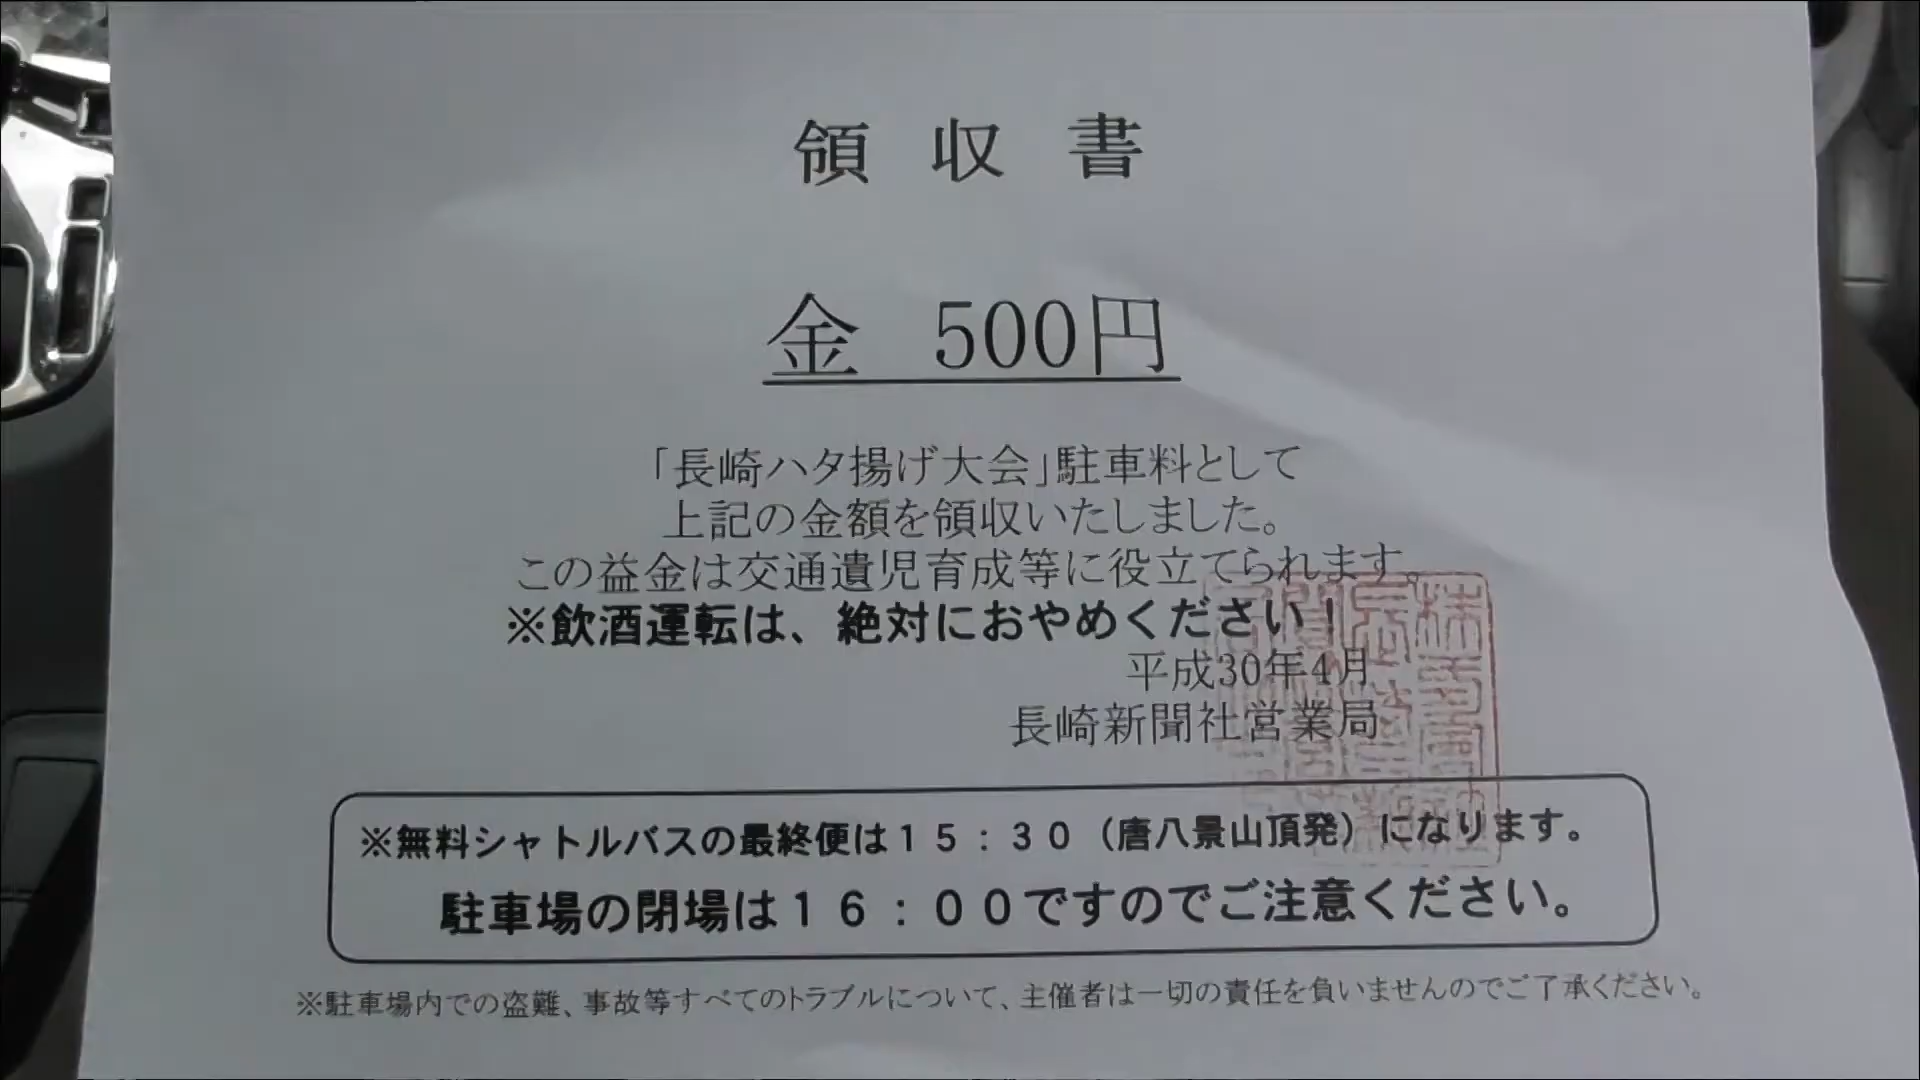 領収書
金 500円
「長崎ハタ揚げ大会」駐車料として
上記の金額を領収いたしました。
この益金は交通遺児育成等に役立てられます。
※飲酒運転は、絶対におやめください！
平成30年4月
長崎新聞社営業局
※無料シャトルバスの最終便は１５：３０（唐八景山頂発）になります。
駐車場の閉場は１６：００ですのでご注意ください。
※駐車場内での盗難、事故等すべてのトラブルについて、主催者は一切の責任を負いませんのでご了承ください。